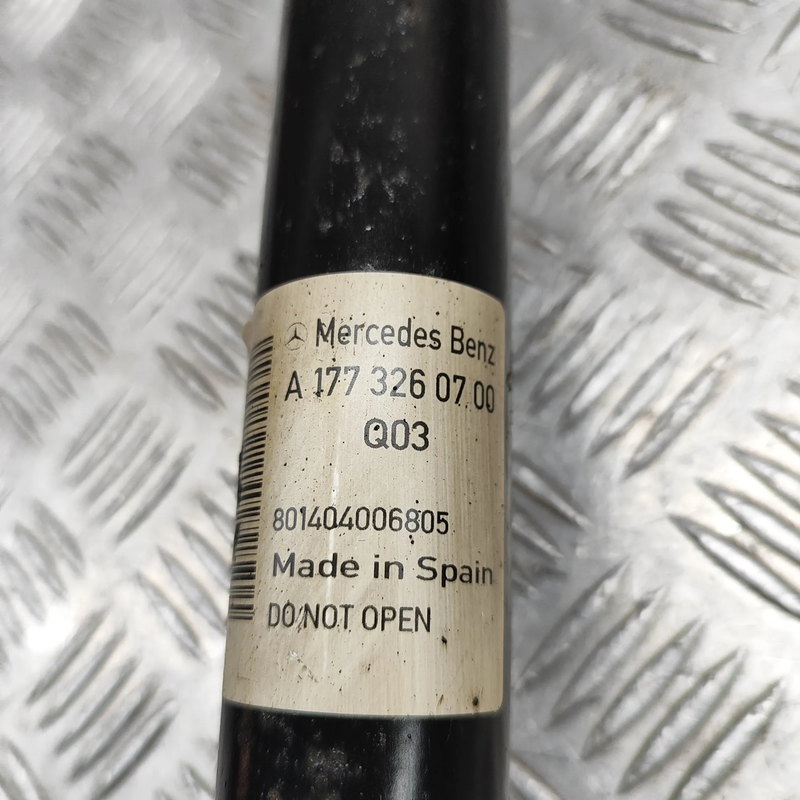 Mercedes Benz
A 177 326 07 00
Q03
801404006805
Made in Spain
DO NOT OPEN